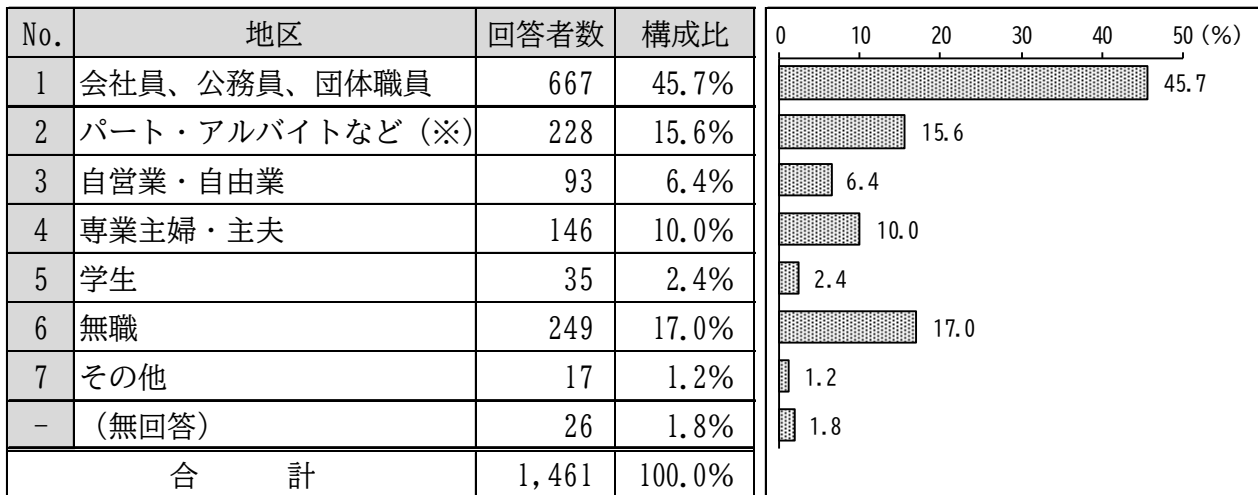 No. 地区 回答者数 構成比
1 会社員、公務員、団体職員 667 45.7%
2 パート・アルバイトなど（※） 228 15.6%
3 自営業・自由業 93 6.4%
4 専業主婦・主夫 146 10.0%
5 学生 35 2.4%
6 無職 249 17.0%
7 その他 17 1.2%
- （無回答） 26 1.8%
合 計 1,461 100.0%
0 10 20 30 40 50 (%)
45.7
15.6
6.4
10.0
2.4
17.0
1.2
1.8